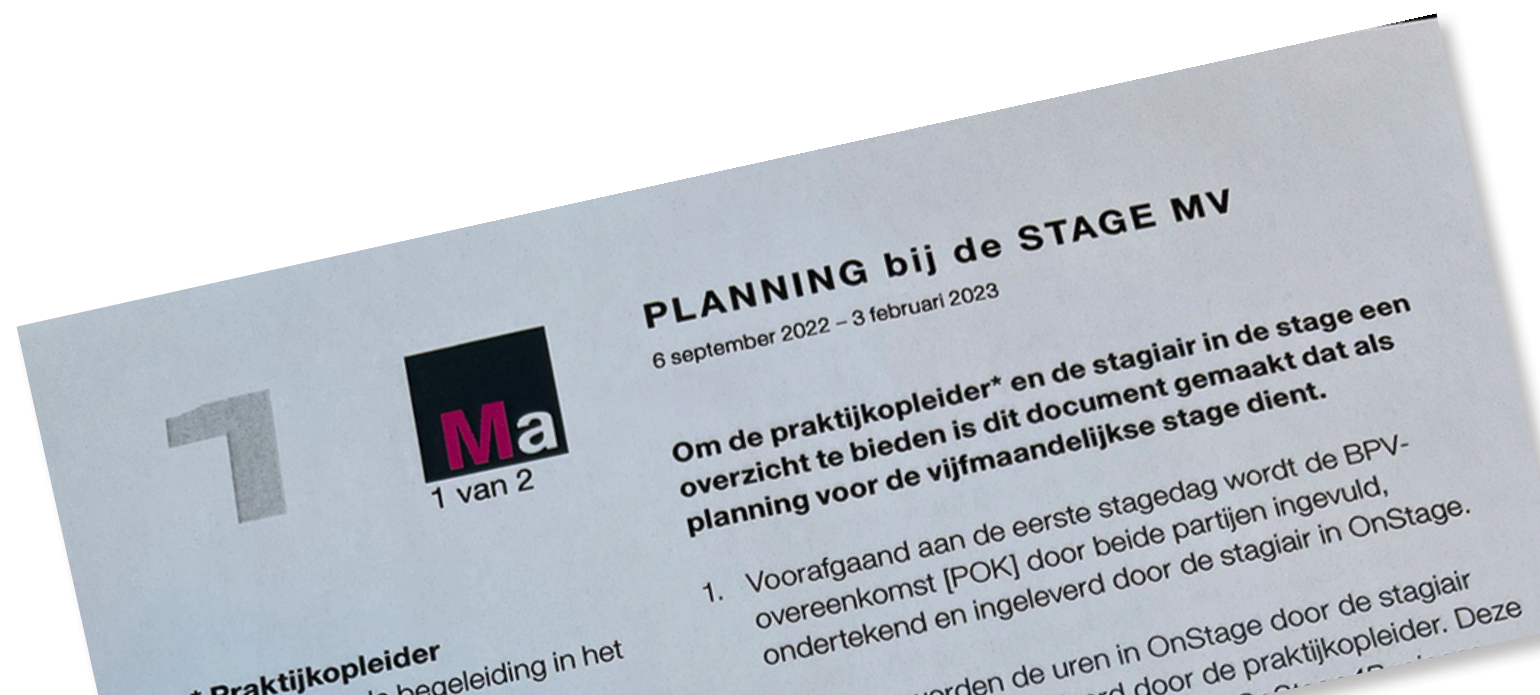 PLANNING bij de STAGE MV
6 september 2022 – 3 februari 2023
1
Ma
1 van 2
Om de praktijkopleider* en de stagiair in de stage een
overzicht te bieden is dit document gemaakt dat als
planning voor de vijfmaandelijkse stage dient.
1. Voorafgaand aan de eerste stagedag wordt de BPV-
overeenkomst [POK] door beide partijen ingevuld,
ondertekend en ingeleverd door de stagiair in OnStage.
* Praktijkopleider
begeleiding in het
de uren in OnStage door de stagiair
door de praktijkopleider. Deze